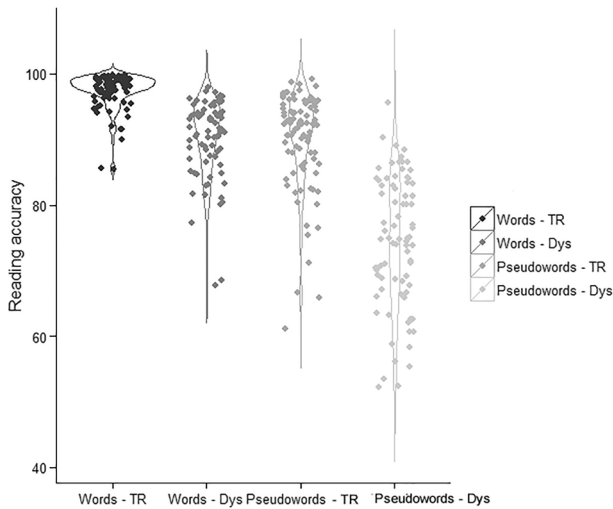 100
80
60
40
Reading accuracy
Words - TR
Words - Dys
Pseudowords - TR
Pseudowords - Dys
Words - TR
Words - Dys
Pseudowords - TR
Pseudowords - Dys